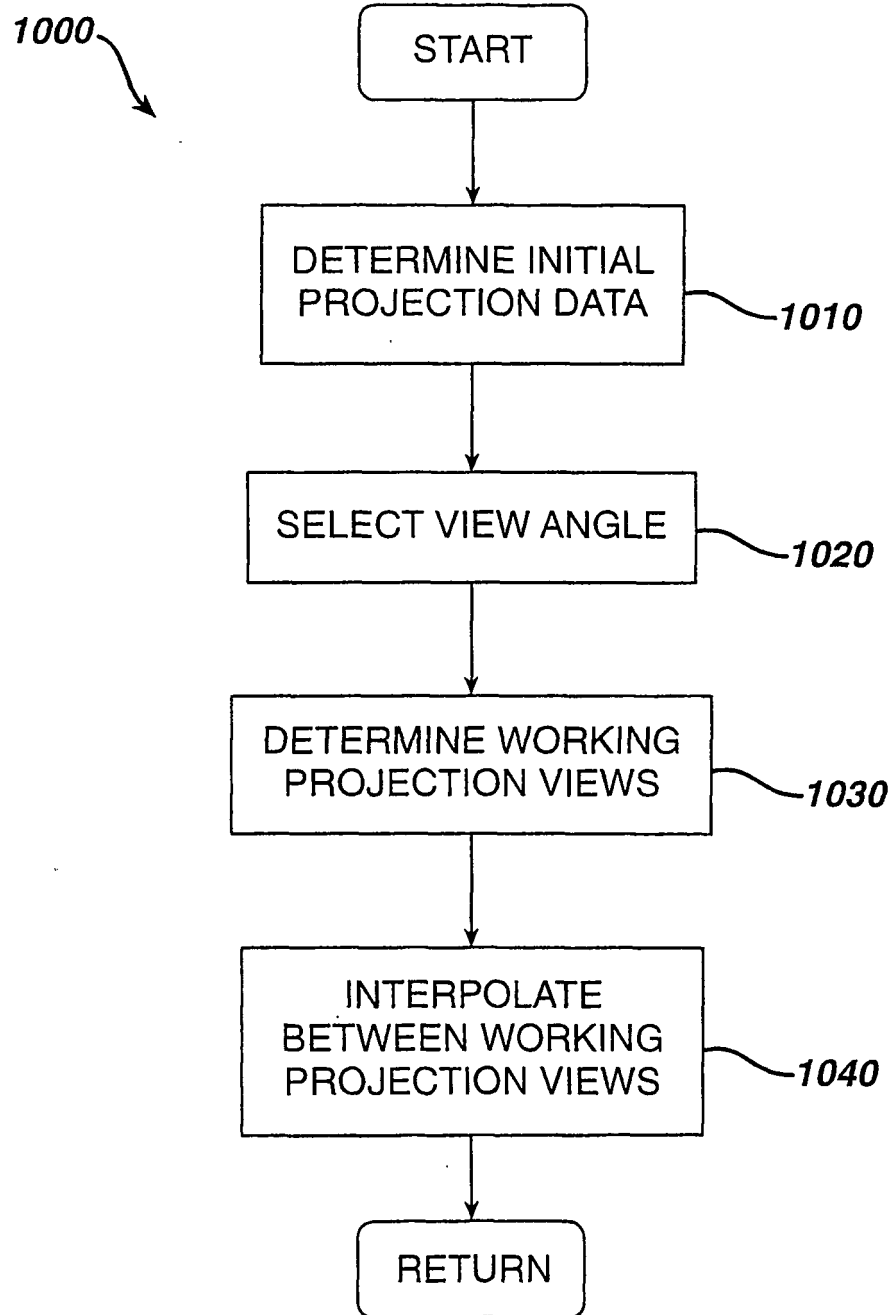 1000
START
DETERMINE INITIAL
PROJECTION DATA
1010
SELECT VIEW ANGLE
1020
DETERMINE WORKING
PROJECTION VIEWS
1030
INTERPOLATE
BETWEEN WORKING
PROJECTION VIEWS
1040
RETURN